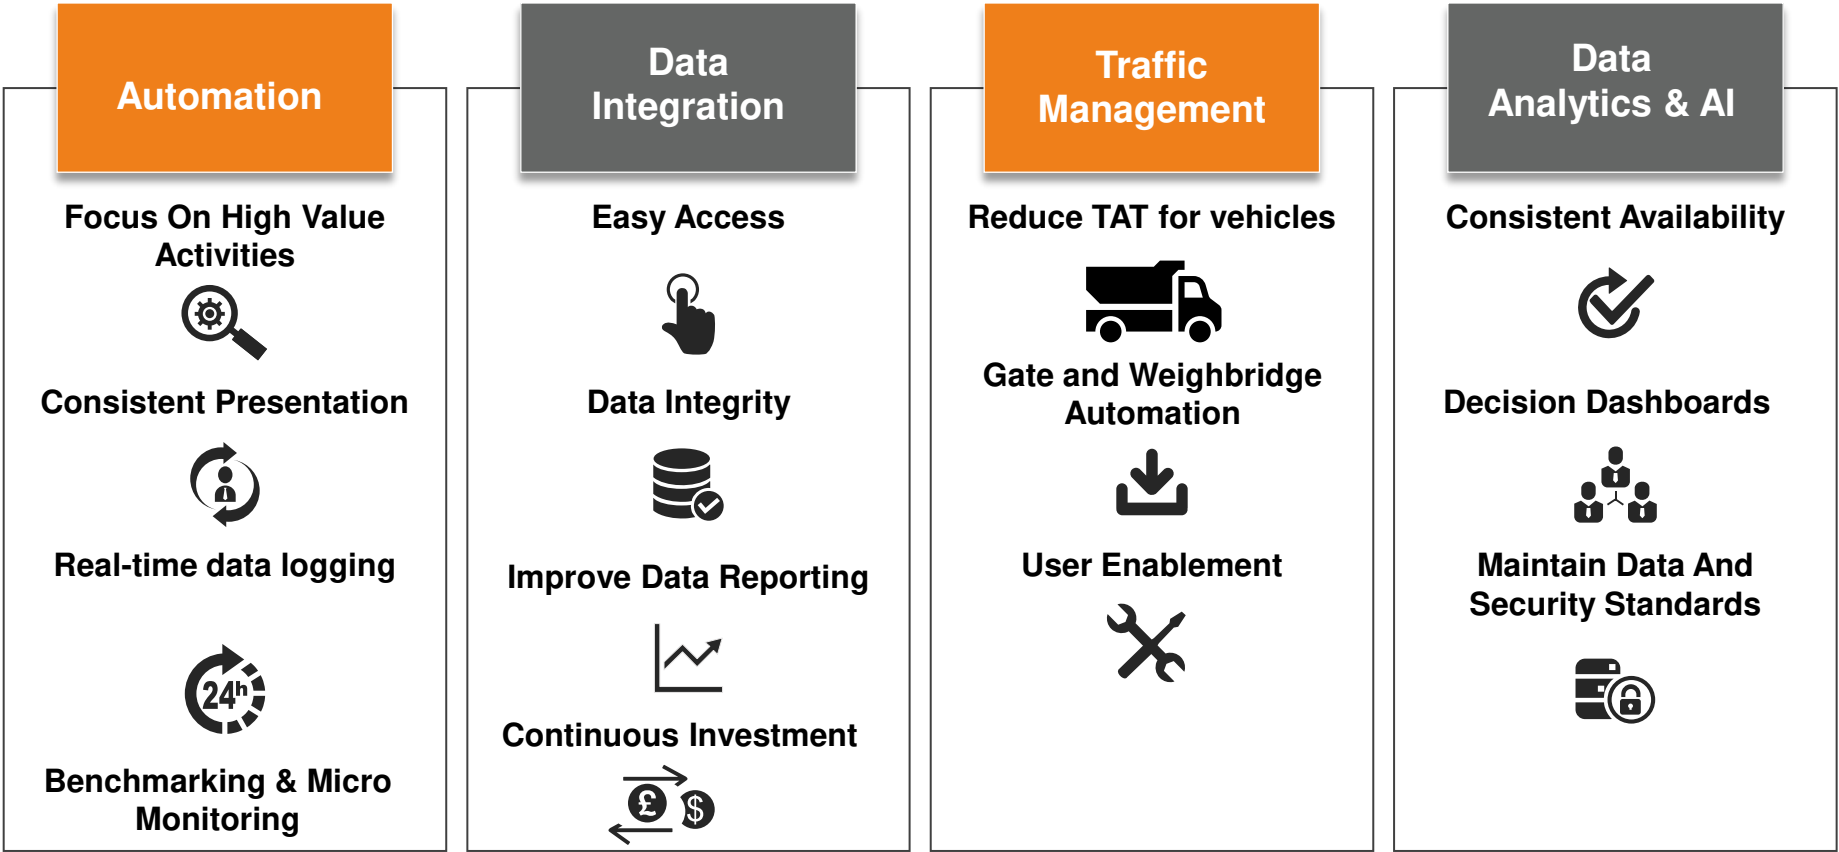 Automation
Focus On High Value
Activities
Consistent Presentation
Real-time data logging
24h
Benchmarking & Micro
Monitoring
Data
Integration
Easy Access
Data Integrity
Improve Data Reporting
Continuous Investment
£ $
Traffic
Management
Reduce TAT for vehicles
Gate and Weighbridge
Automation
User Enablement
Data
Analytics & AI
Consistent Availability
Decision Dashboards
Maintain Data And
Security Standards